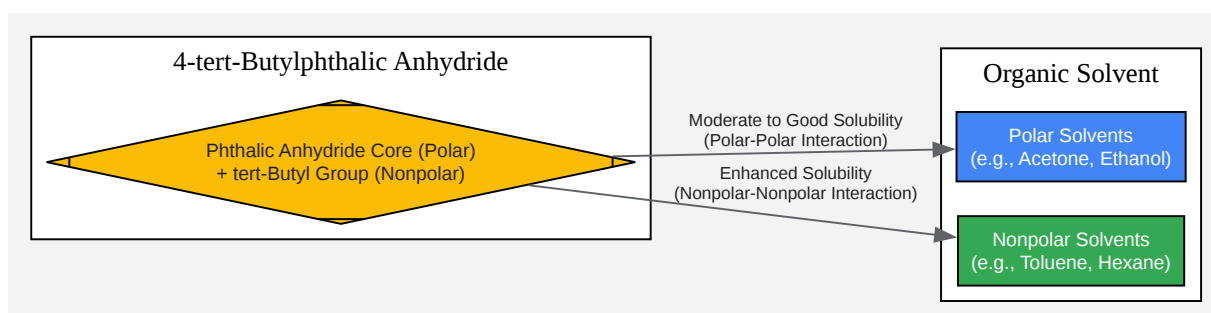 4-tert-Butylphthalic Anhydride
Phthalic Anhydride Core (Polar)
+ tert-Butyl Group (Nonpolar)
Moderate to Good Solubility
(Polar-Polar Interaction)
Enhanced Solubility
(Nonpolar-Nonpolar Interaction)
Organic Solvent
Polar Solvents
(e.g., Acetone, Ethanol)
Nonpolar Solvents
(e.g., Toluene, Hexane)